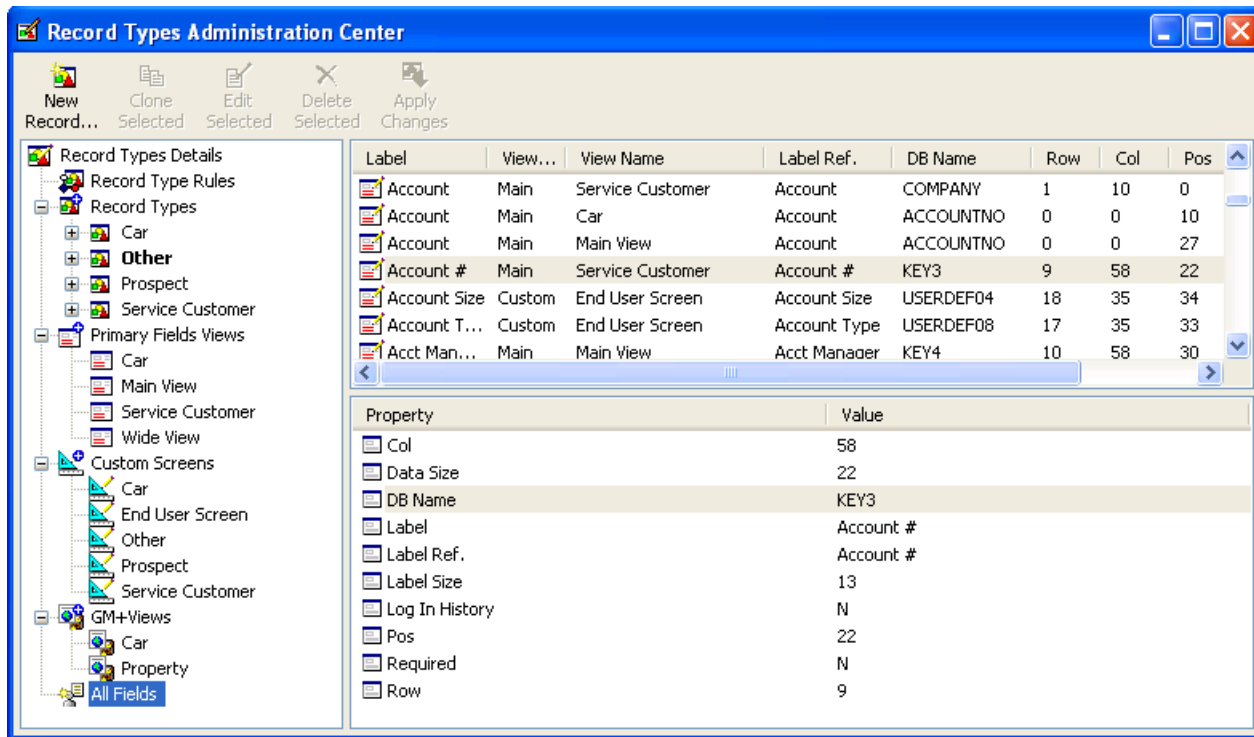 Record Types Administration Center
New Record... Clone Selected Edit Selected Delete Selected Apply Changes
Record Types Details
Record Type Rules
Record Types
Car
Other
Prospect
Service Customer
Primary Fields Views
Car
Main View
Service Customer
Wide View
Custom Screens
Car
End User Screen
Other
Prospect
Service Customer
GM+Views
Car
Property
All Fields
Label View... View Name Label Ref. DB Name Row Col Pos
Account Main Service Customer Account COMPANY 1 10 0
Account Main Car Account ACCOUNTNO 0 0 10
Account Main Main View Account ACCOUNTNO 0 0 27
Account # Main Service Customer Account # KEY3 9 58 22
Account Size Custom End User Screen Account Size USERDEF04 18 35 34
Account T... Custom End User Screen Account Type USERDEF08 17 35 33
Acct Man... Main Main View Acct Manager KEY4 10 58 30
Property Value
Col 58
Data Size 22
DB Name KEY3
Label Account #
Label Ref. Account #
Label Size 13
Log In History N
Pos 22
Required N
Row 9